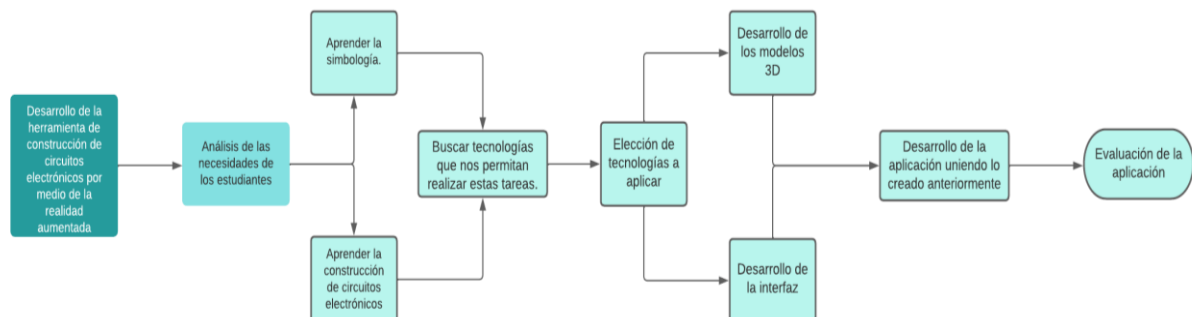 Desarrollo de la
herramienta de
construcción de
circuitos
electrónicos por
medio de la
realidad
aumentada
Análisis de las
necesidades de
los estudiantes
Aprender la
simbología.
Aprender la
construcción
de circuitos
electrónicos
Buscar tecnologías
que nos permitan
realizar estas tareas.
Elección de
tecnologías a
aplicar
Desarrollo de
los modelos
3D
Desarrollo de
la interfaz
Desarrollo de la
aplicación uniendo lo
creado anteriormente
Evaluación de la
aplicación